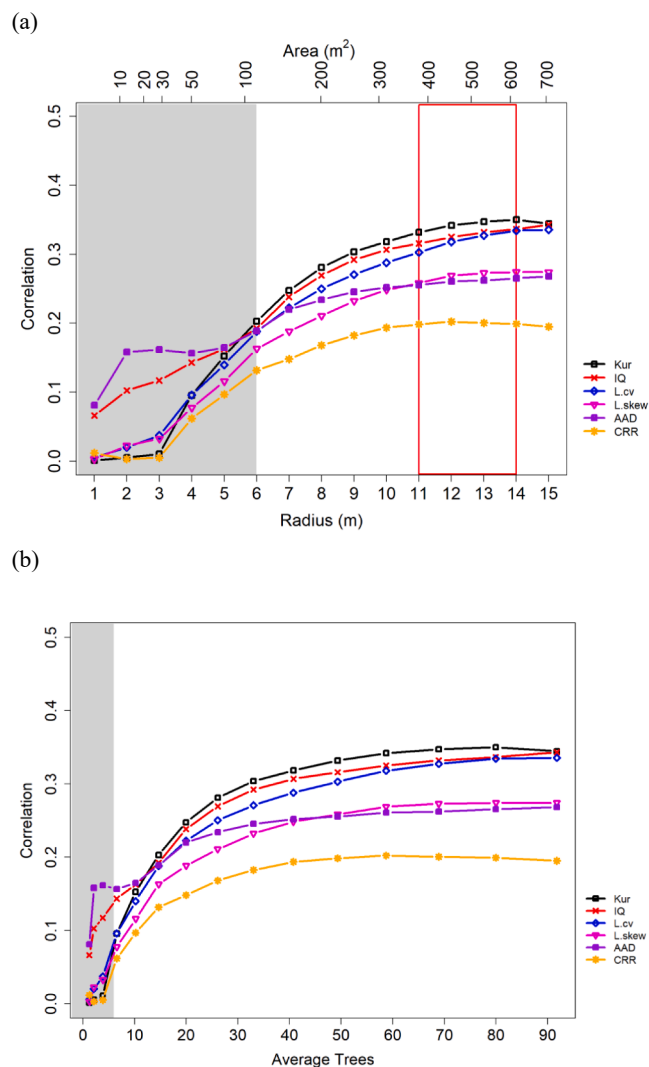 (a)
Area (m²)
10 20 30 50 100 200 300 400 500 600 700
0.5
0.4
0.3
0.2
0.1
0.0
Correlation
Kur
IQ
L.cv
L.skew
AAD
CRR
1 2 3 4 5 6 7 8 9 10 11 12 13 14 15
Radius (m)
(b)
0.5
0.4
0.3
0.2
0.1
0.0
Correlation
Kur
IQ
L.cv
L.skew
AAD
CRR
0 10 20 30 40 50 60 70 80 90
Average Trees